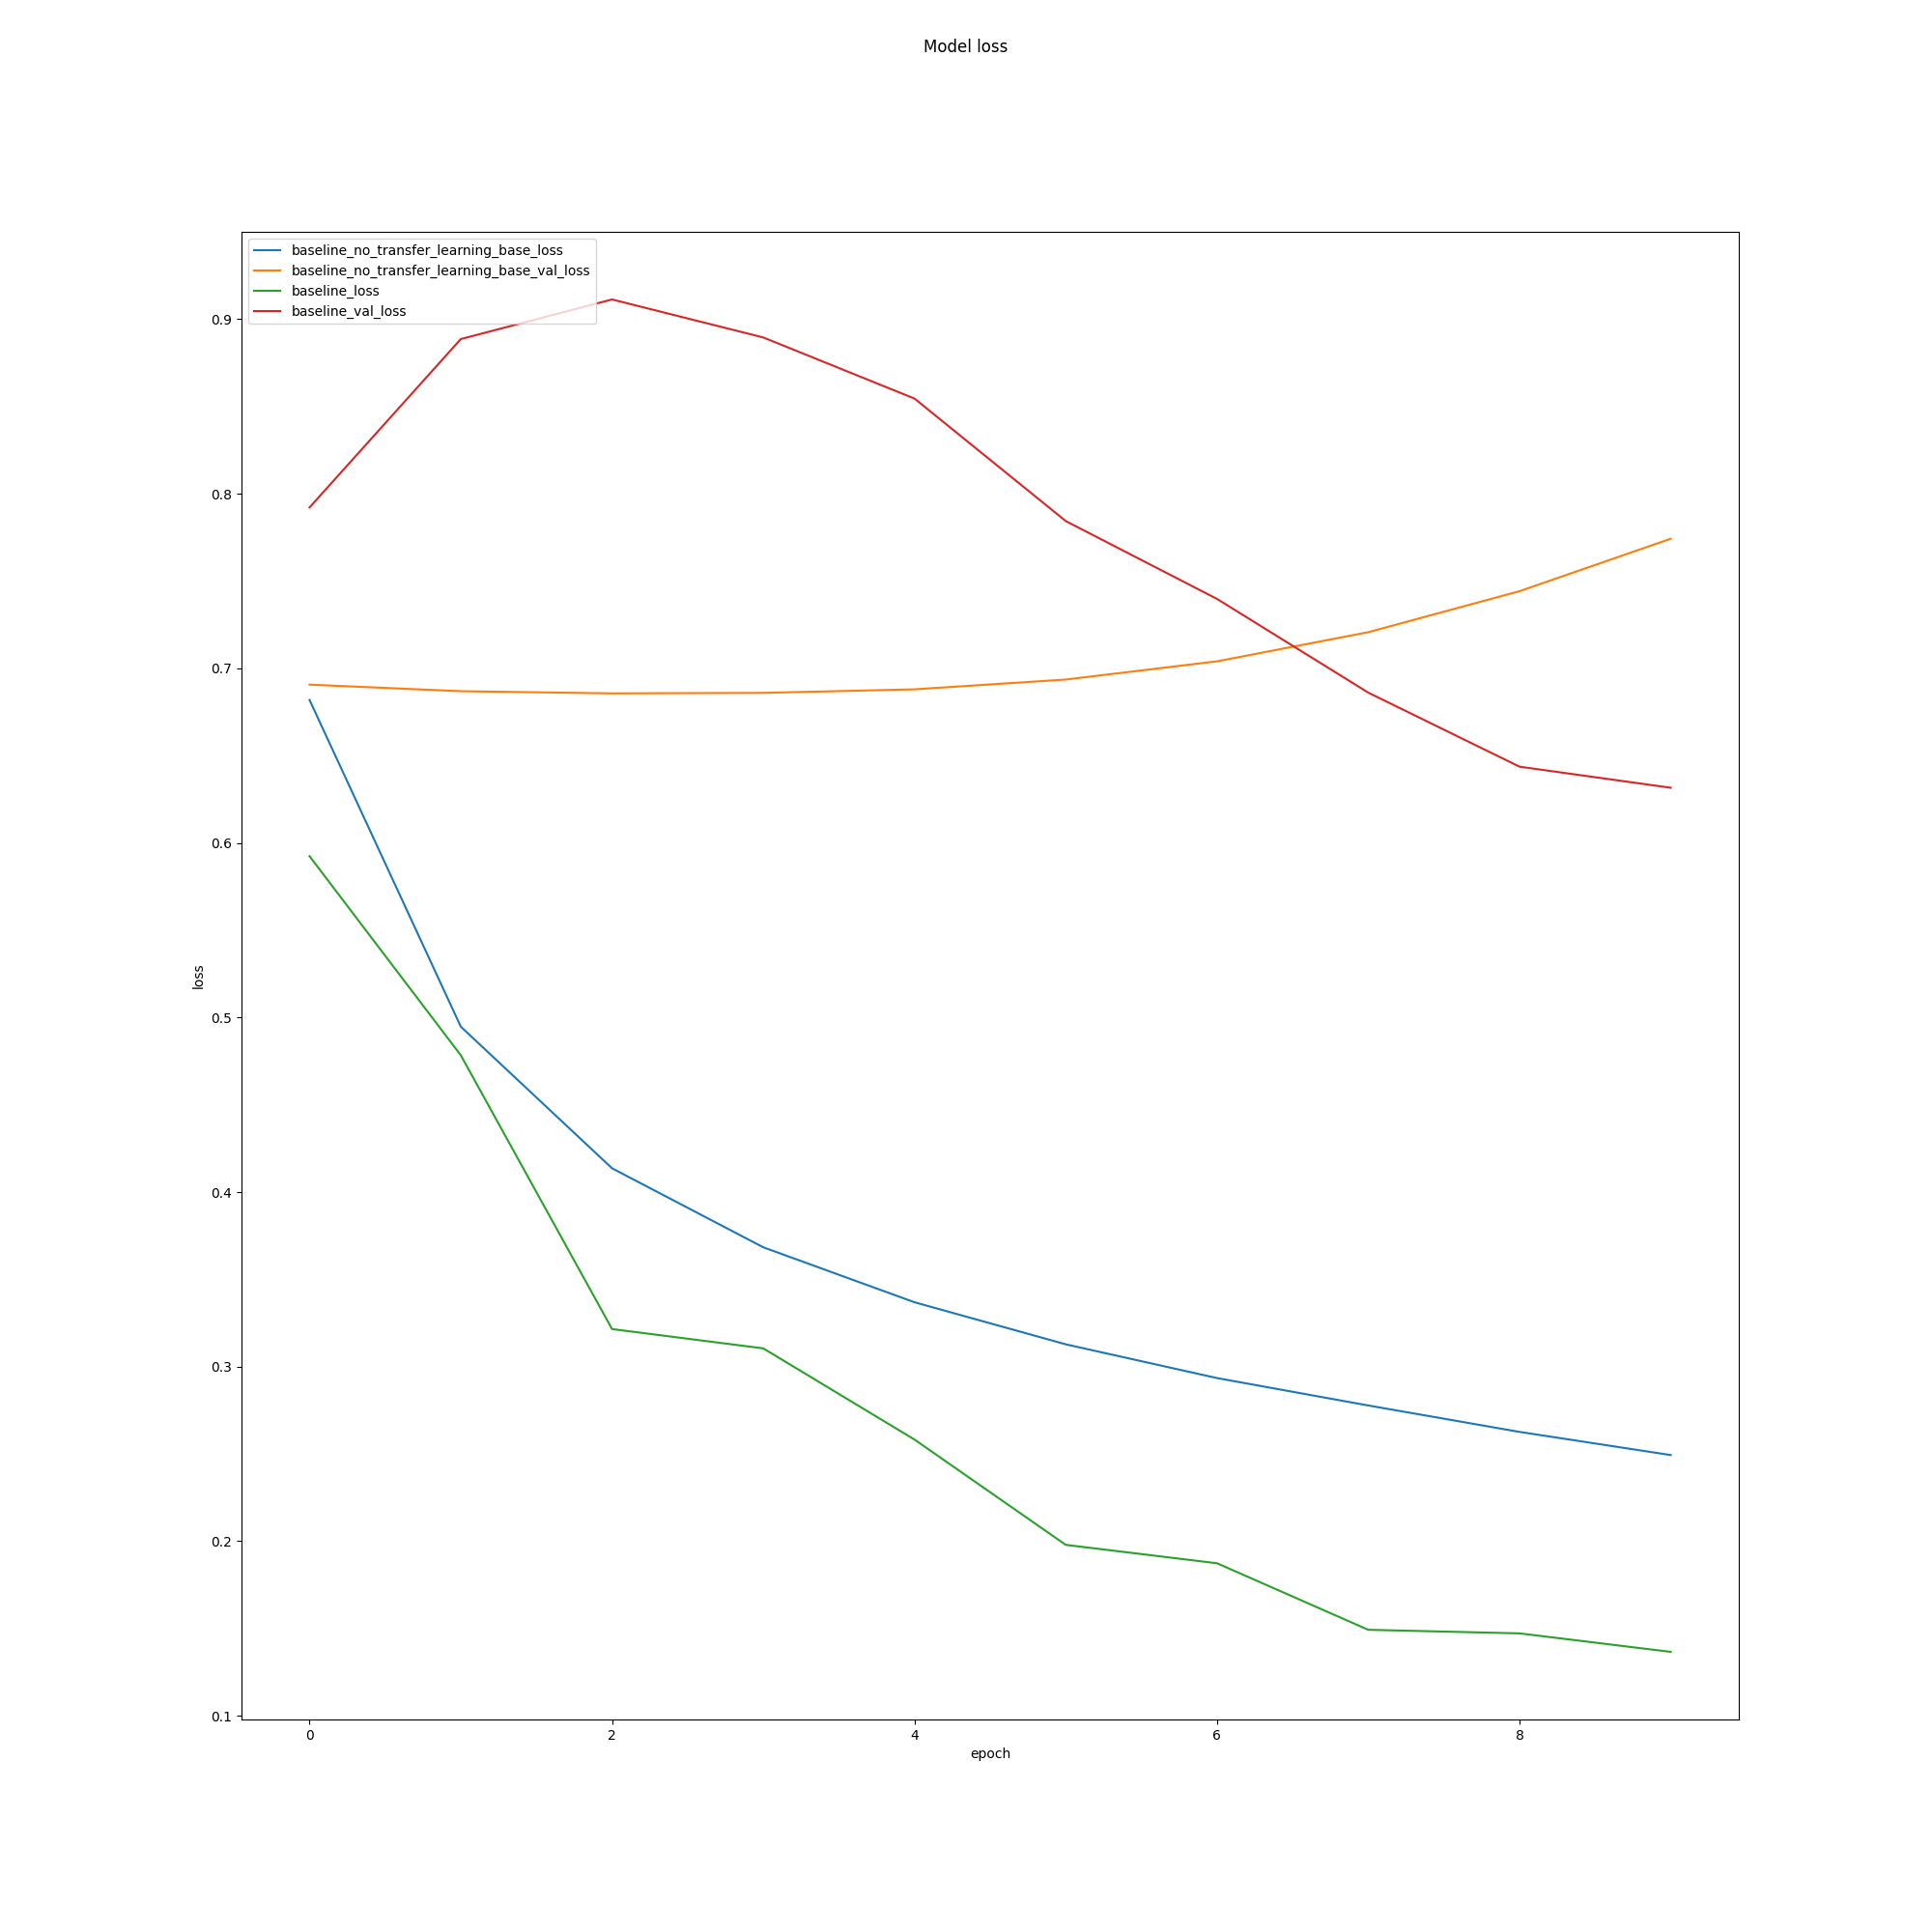 Model loss
baseline_no_transfer_learning_base_loss
baseline_no_transfer_learning_base_val_loss
baseline_loss
baseline_val_loss
0.9
0.8
0.7
0.6
0.5
0.4
0.3
0.2
0.1
loss
0 2 4 6 8
epoch